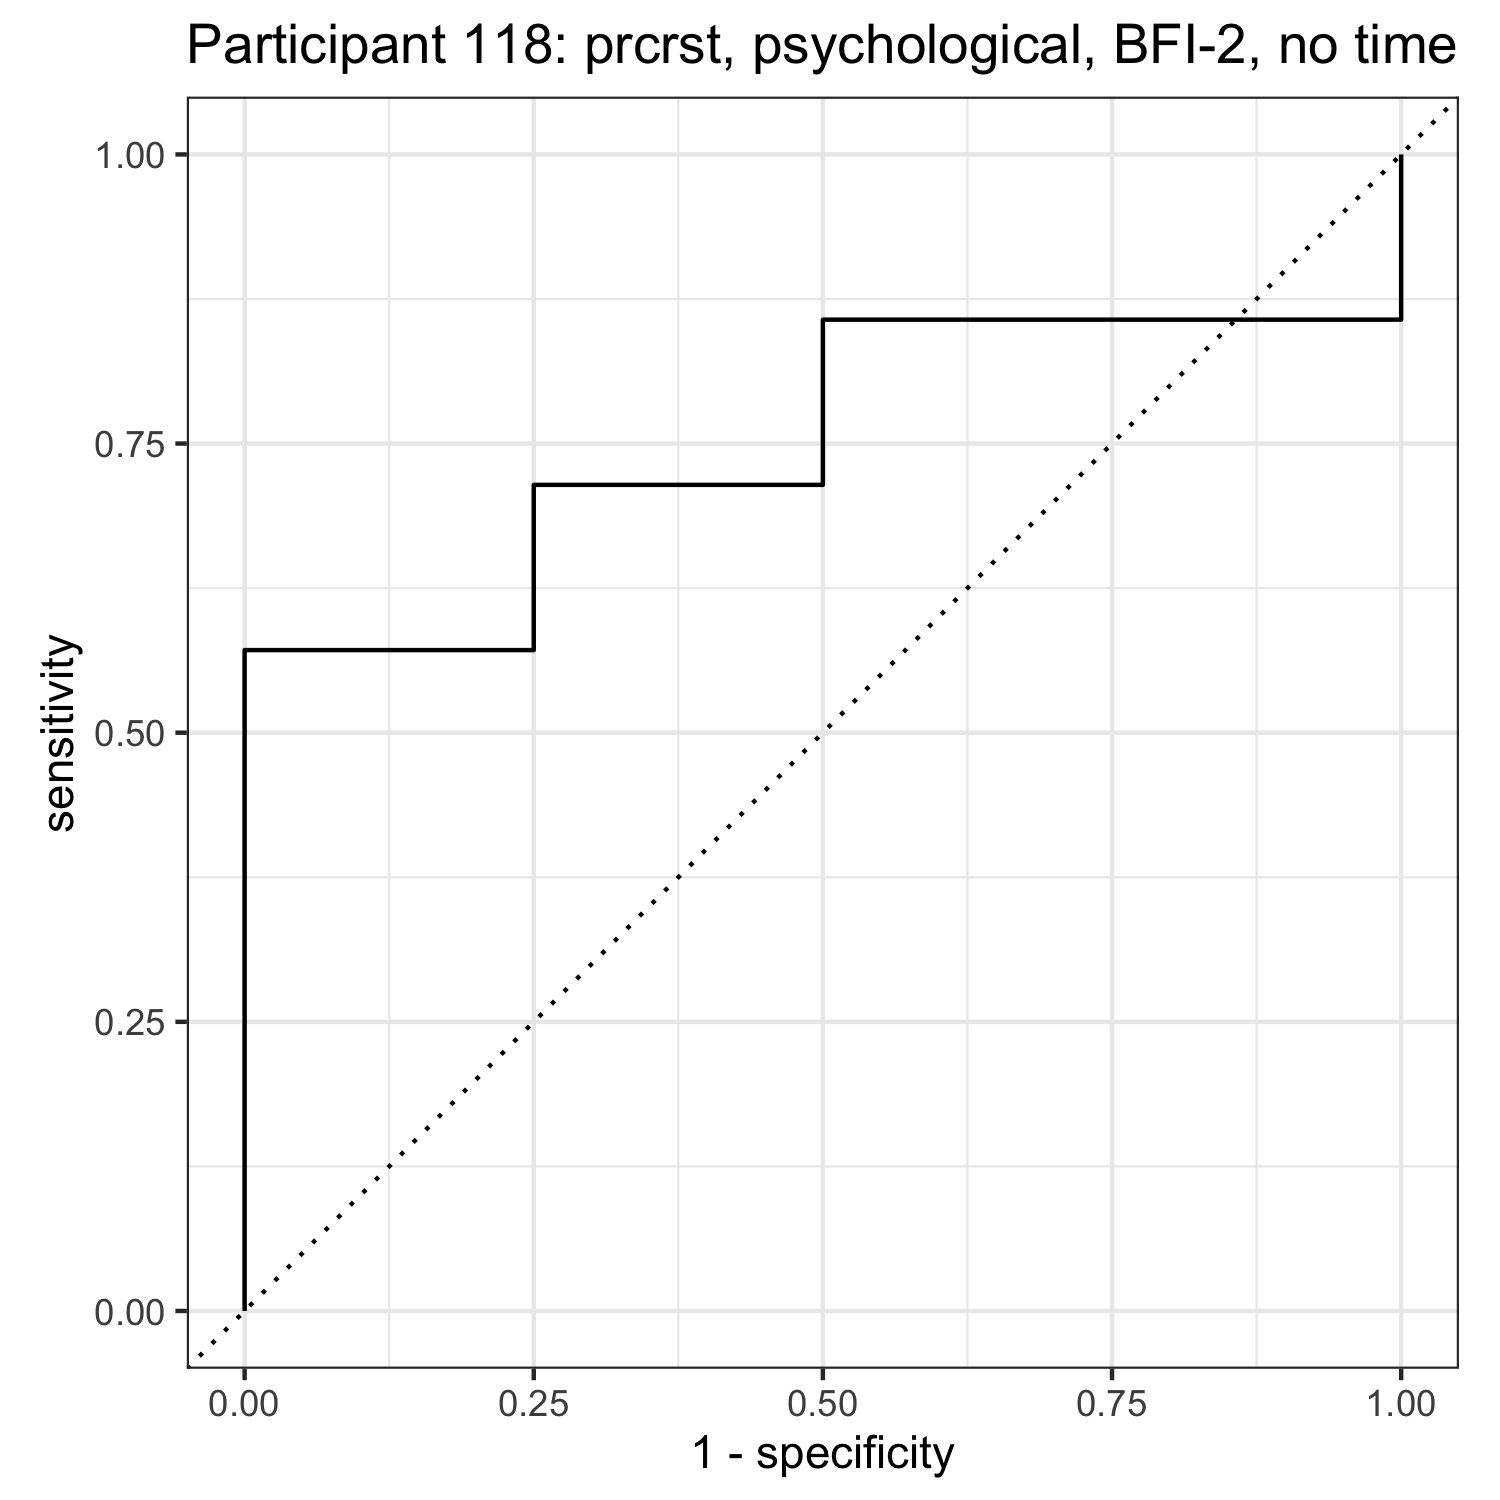 Participant 118: prcrst, psychological, BFI-2, no time
sensitivity
1.00
0.75
0.50
0.25
0.00
0.00 0.25 0.50 0.75 1.00
1 - specificity